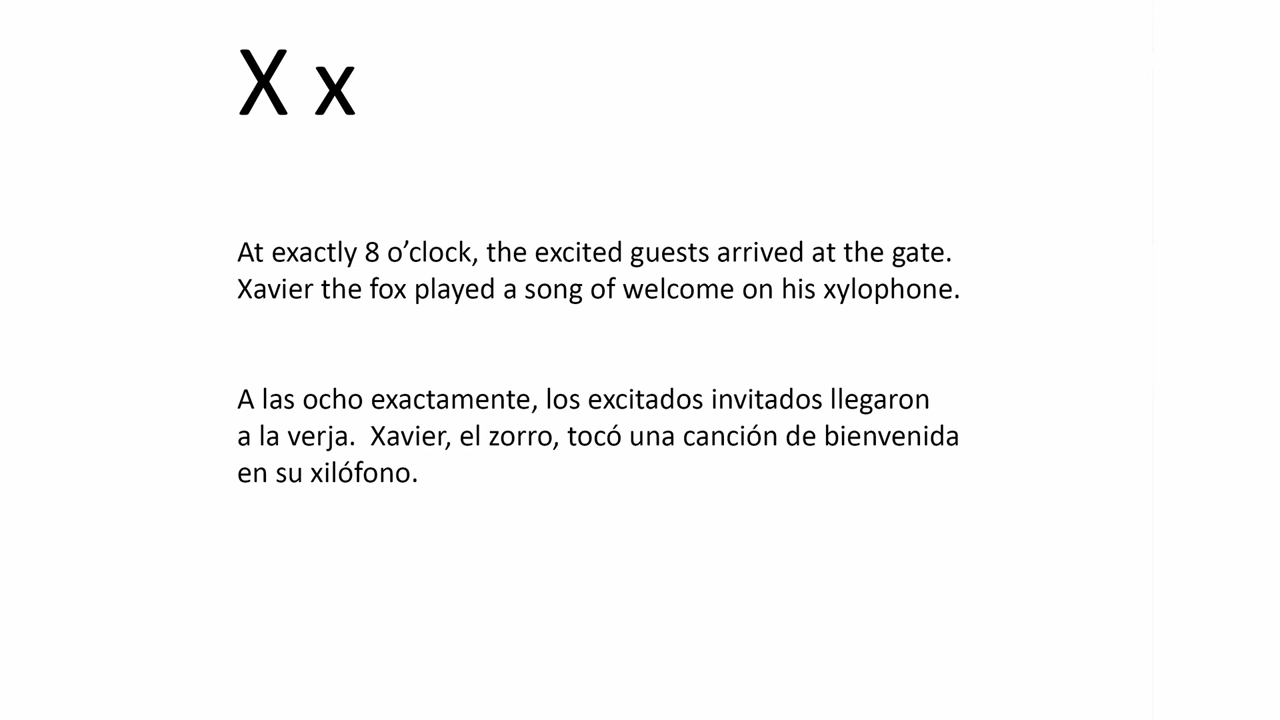 X x
At exactly 8 o’clock, the excited guests arrived at the gate.
Xavier the fox played a song of welcome on his xylophone.
A las ocho exactamente, los excitados invitados llegaron
a la verja.  Xavier, el zorro, tocó una canción de bienvenida
en su xilófono.